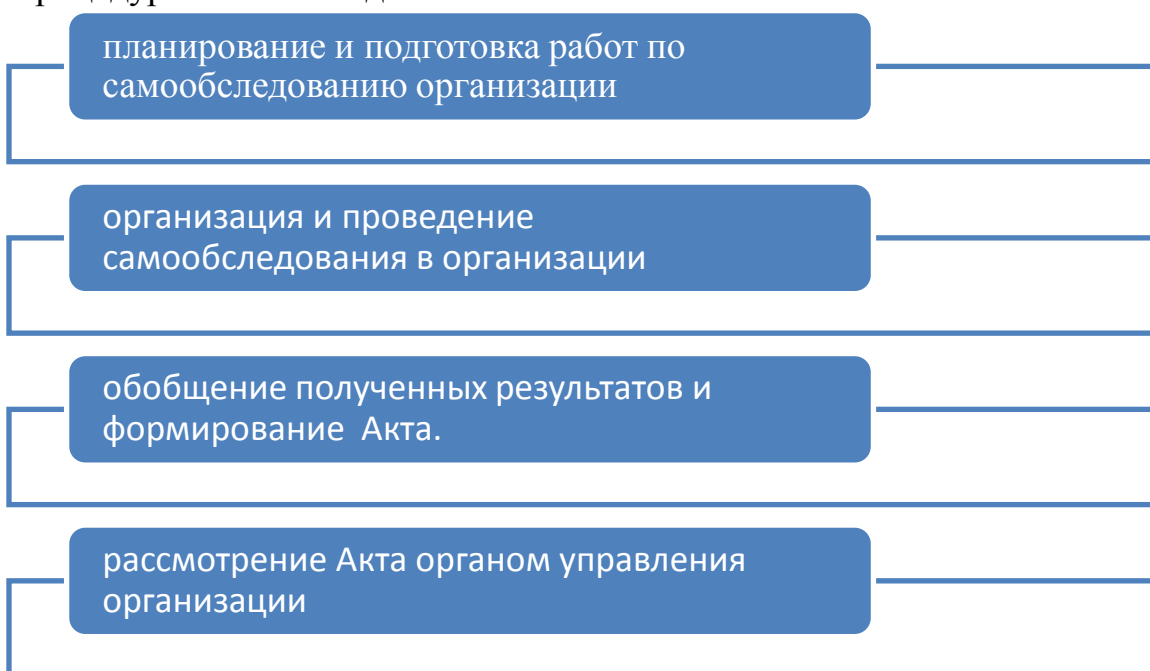 планирование и подготовка работ по
самообследованию организации
организация и проведение
самообследования в организации
обобщение полученных результатов и
формирование  Акта.
рассмотрение Акта органом управления
организации